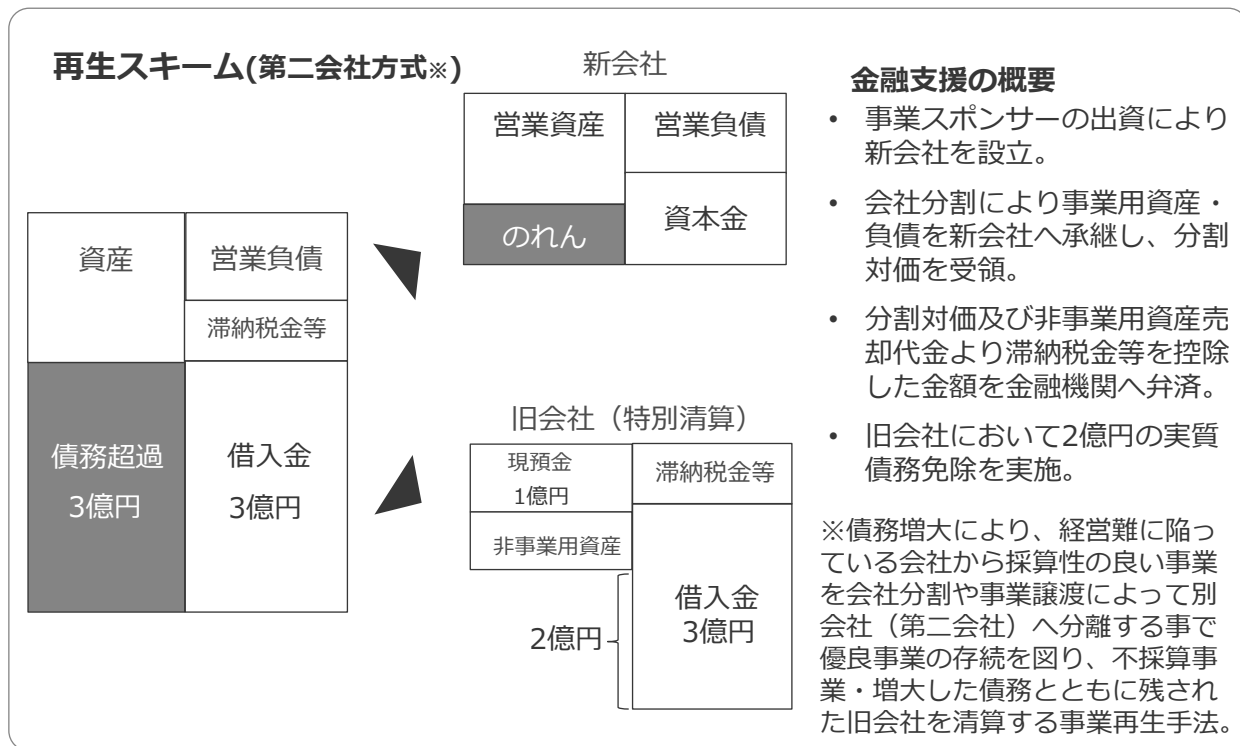 再生スキーム(第二会社方式※)
資産
営業負債
滞納税金等
債務超過
3億円
借入金
3億円
新会社
営業資産
営業負債
のれん
資本金
旧会社（特別清算）
現預金
1億円
滞納税金等
非事業用資産
借入金
3億円
2億円
金融支援の概要
• 事業スポンサーの出資により
新会社を設立。
• 会社分割により事業用資産・
負債を新会社へ承継し、分割
対価を受領。
• 分割対価及び非事業用資産売
却代金より滞納税金等を控除
した金額を金融機関へ弁済。
• 旧会社において2億円の実質
債務免除を実施。
※債務増大により、経営難に陥っ
ている会社から採算性の良い事業
を会社分割や事業譲渡によって別
会社（第二会社）へ分離する事で
優良事業の存続を図り、不採算事
業・増大した債務とともに残され
た旧会社を清算する事業再生手法。